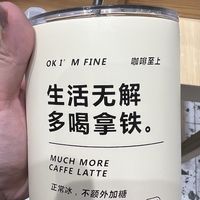 OK I'M FINE 咖啡至上
生活无解
多喝拿铁。
MUCH MORE
CAFFE LATTE
正常冰，不额外加糖